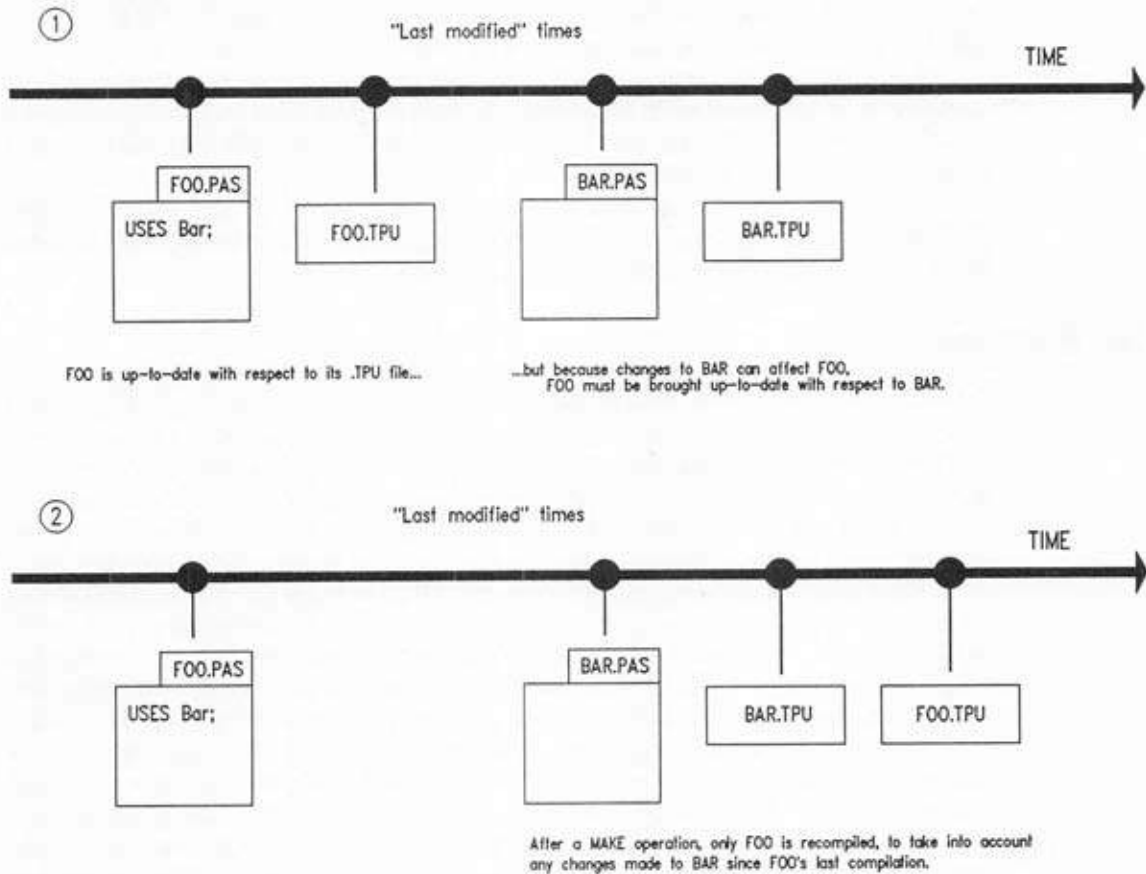 1
"Last modified" times
TIME
FOO.PAS
USES Bar;
FOO.TPU
BAR.PAS
BAR.TPU
FOO is up-to-date with respect to its .TPU file...
...but because changes to BAR can affect FOO,
FOO must be brought up-to-date with respect to BAR.
2
"Last modified" times
TIME
FOO.PAS
USES Bar;
BAR.PAS
BAR.TPU
FOO.TPU
After a MAKE operation, only FOO is recompiled, to take into account
any changes made to BAR since FOO's last compilation.